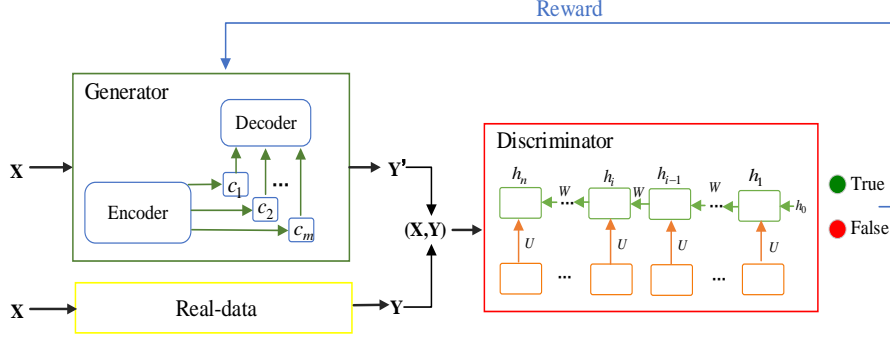 Reward
Generator
Decoder
X
Encoder
c1
c2
cm
...
Y'
(X,Y)
X
Real-data
Y
Discriminator
hn hi hi−1 h1
W ... W W ... h0
U U U U
... ... ...
True
False